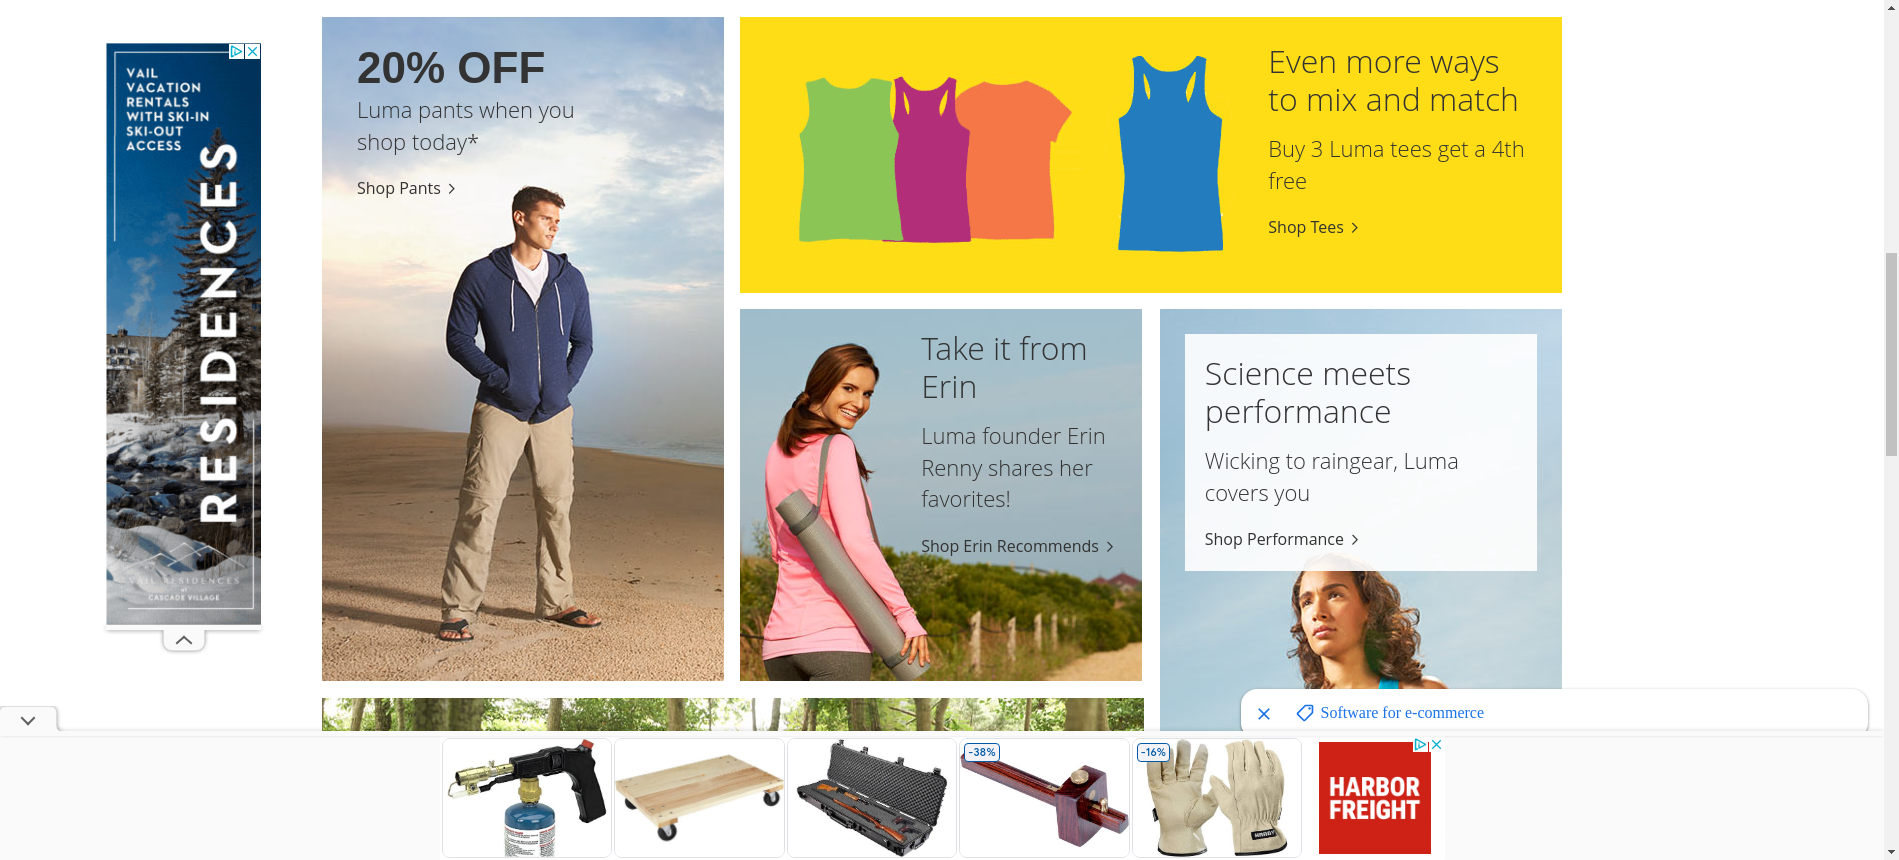 VAIL
VACATION
RENTALS
WITH SKI-IN
SKI-OUT
ACCESS
RESIDENCES
VAIL RESIDENCES
AT
CASCADE VILLAGE
20% OFF
Luma pants when you
shop today*
Shop Pants
Even more ways
to mix and match
Buy 3 Luma tees get a 4th
free
Shop Tees
Take it from
Erin
Luma founder Erin
Renny shares her
favorites!
Shop Erin Recommends
Science meets
performance
Wicking to raingear, Luma
covers you
Shop Performance
Software for e-commerce
-38%
-16%
HARDY
HARBOR
FREIGHT